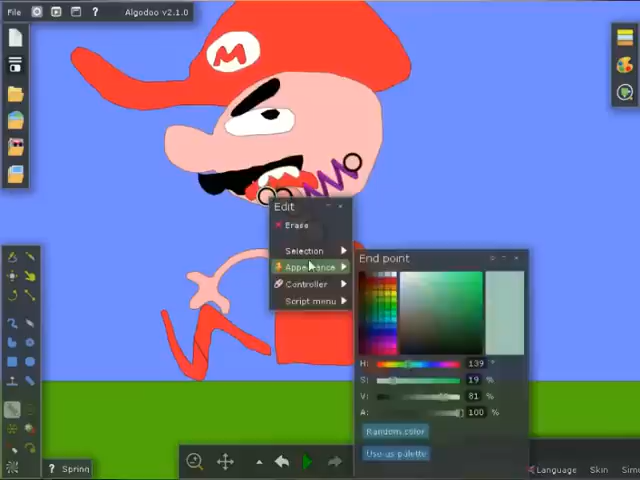 File
?
Algodoo v2.1.0
M
Edit
Erase
Selection
Appearance
Controller
Script menu
End point
H: 139 °
S: 19 %
V: 81 %
A: 100 %
Random color
Use as palette
? Spring
Language Skin Simu